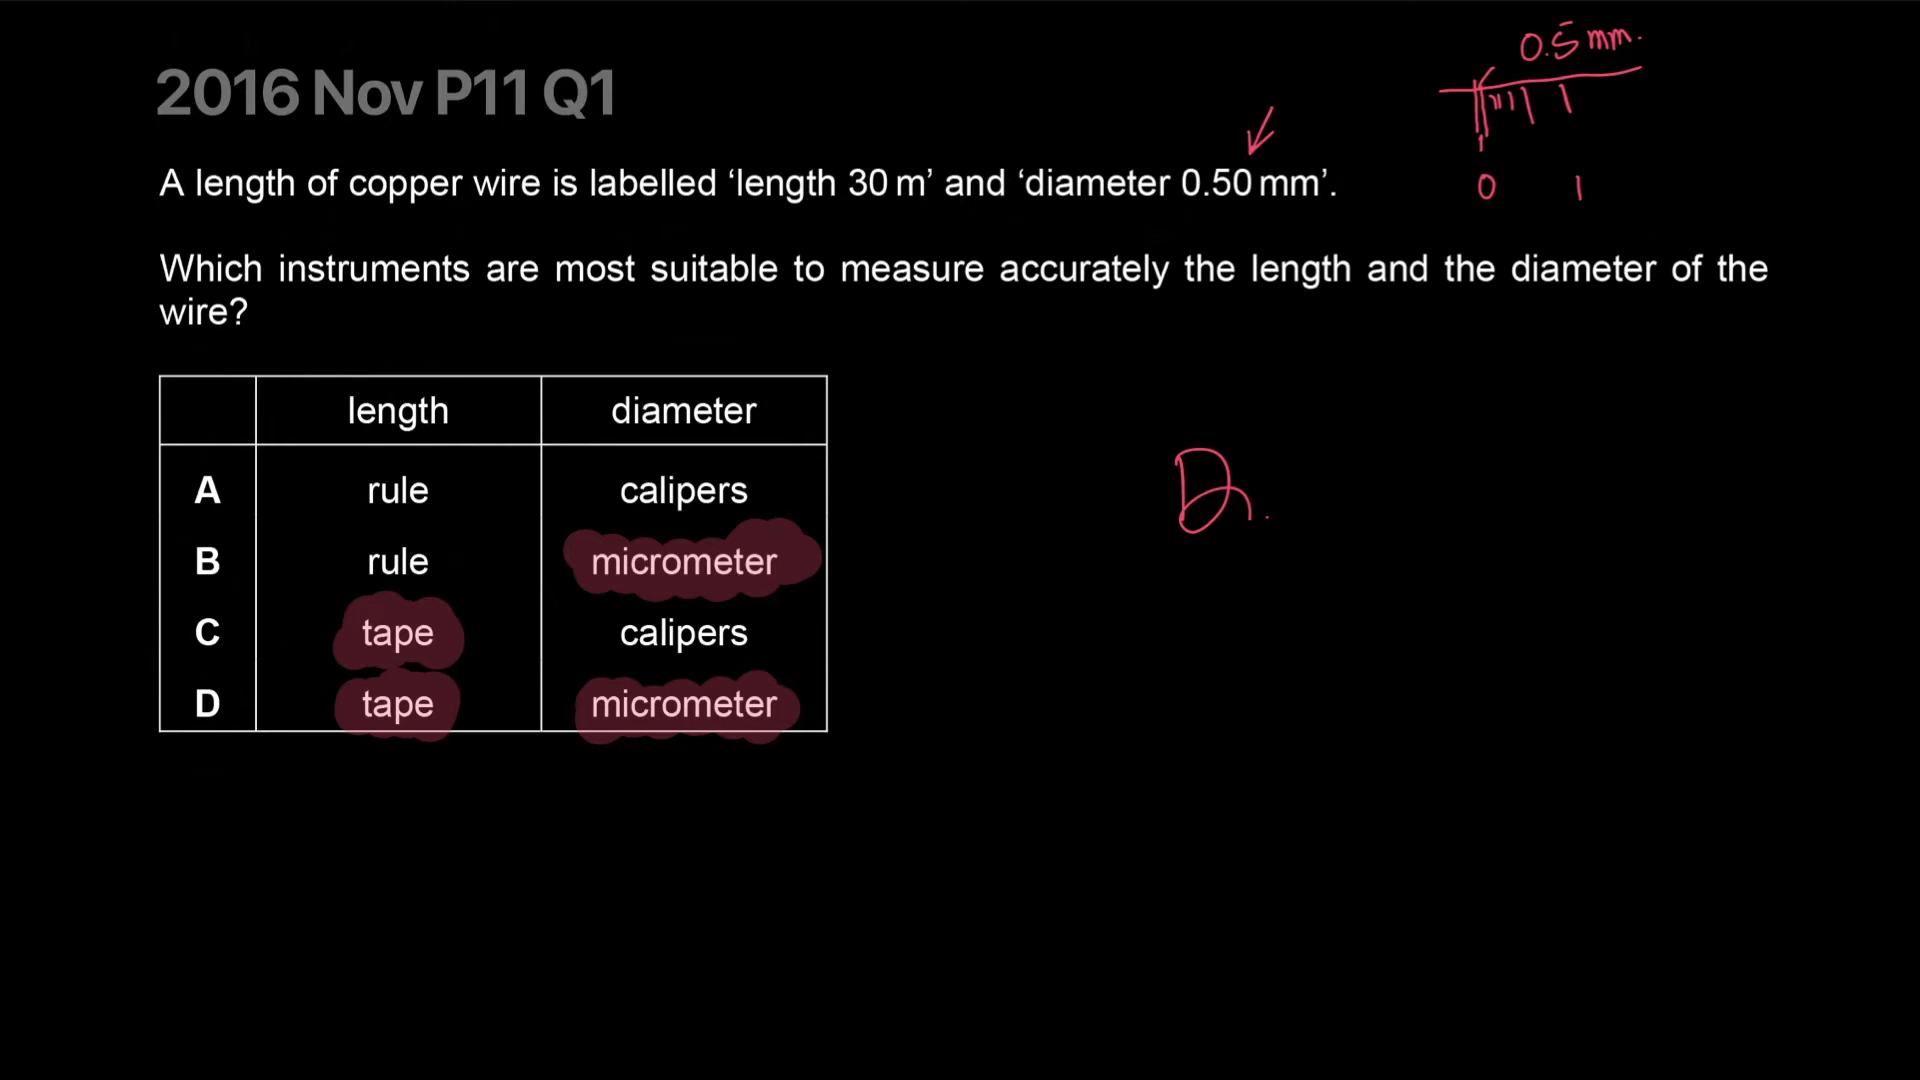 0.5mm.
2016 Nov P11 Q1
A length of copper wire is labelled ‘length 30 m’ and ‘diameter 0.50 mm’.
0 1
Which instruments are most suitable to measure accurately the length and the diameter of the
wire?
length diameter
A rule calipers
B rule micrometer
C tape calipers
D tape micrometer
D.